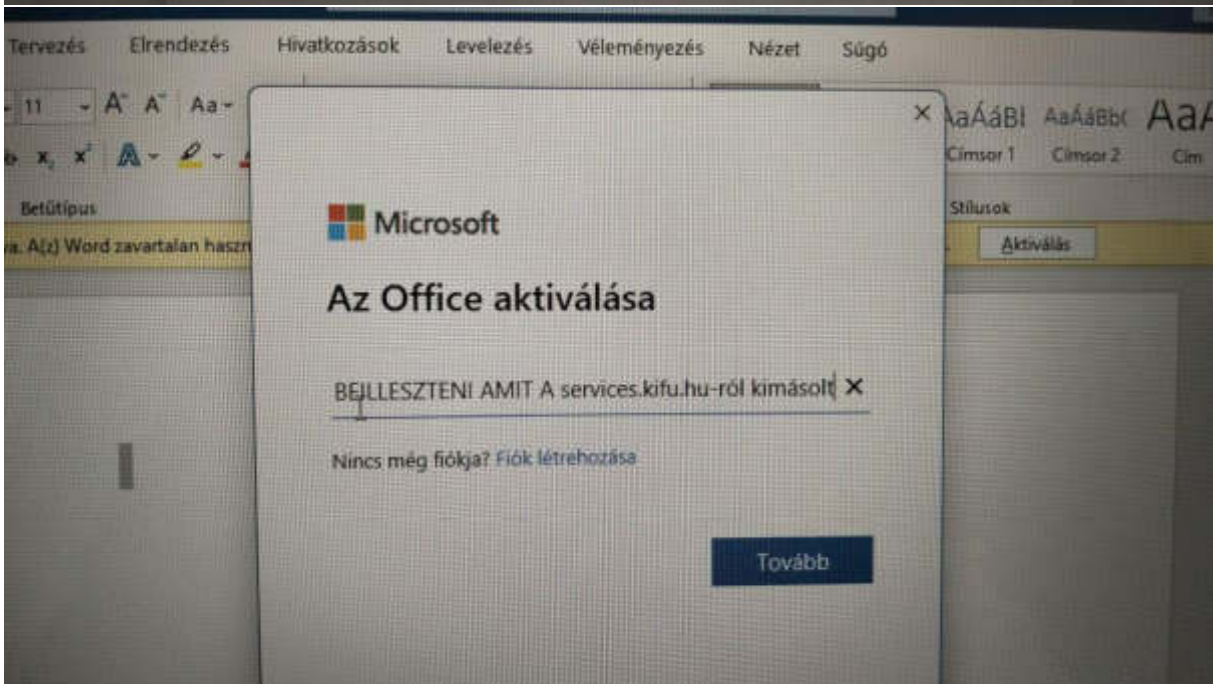 Tervezés Elrendezés Hivatkozások Levelezés Véleményezés Nézet Súgó
11 A A Aa
AaÁáBl AaÁáBb( AaA
x, x A
Címsor 1 Címsor 2 Cím
Betűtípus
Stílusok
va. A(z) Word zavartalan haszn
Aktiválás
Microsoft
Az Office aktiválása
BEILLESZTENI AMIT A services.kifu.hu-ról kimásolt
Nincs még fiókja? Fiók létrehozása
Tovább